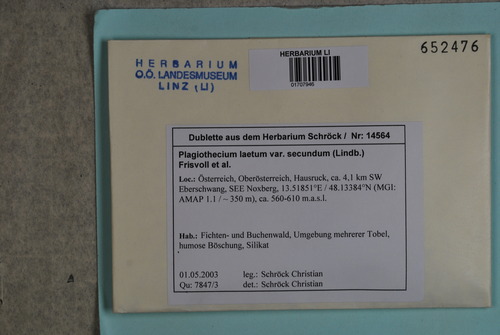 652476
HERBARIUM
O.Ö. LANDESMUSEUM
LINZ (LI)
HERBARIUM LI
01707946
Dublette aus dem Herbarium Schröck / Nr: 14564
Plagiothecium laetum var. secundum (Lindb.)
Frisvoll et al.
Loc.: Österreich, Oberösterreich, Hausruck, ca. 4,1 km SW
Eberschwang, SEE Noxberg, 13.51851°E / 48.13384°N (MGI:
AMAP 1.1 / ~ 350 m), ca. 560-610 m.a.s.l.
Hab.: Fichten- und Buchenwald, Umgebung mehrerer Tobel,
humose Böschung, Silikat
01.05.2003 leg.: Schröck Christian
Qu: 7847/3 det.: Schröck Christian